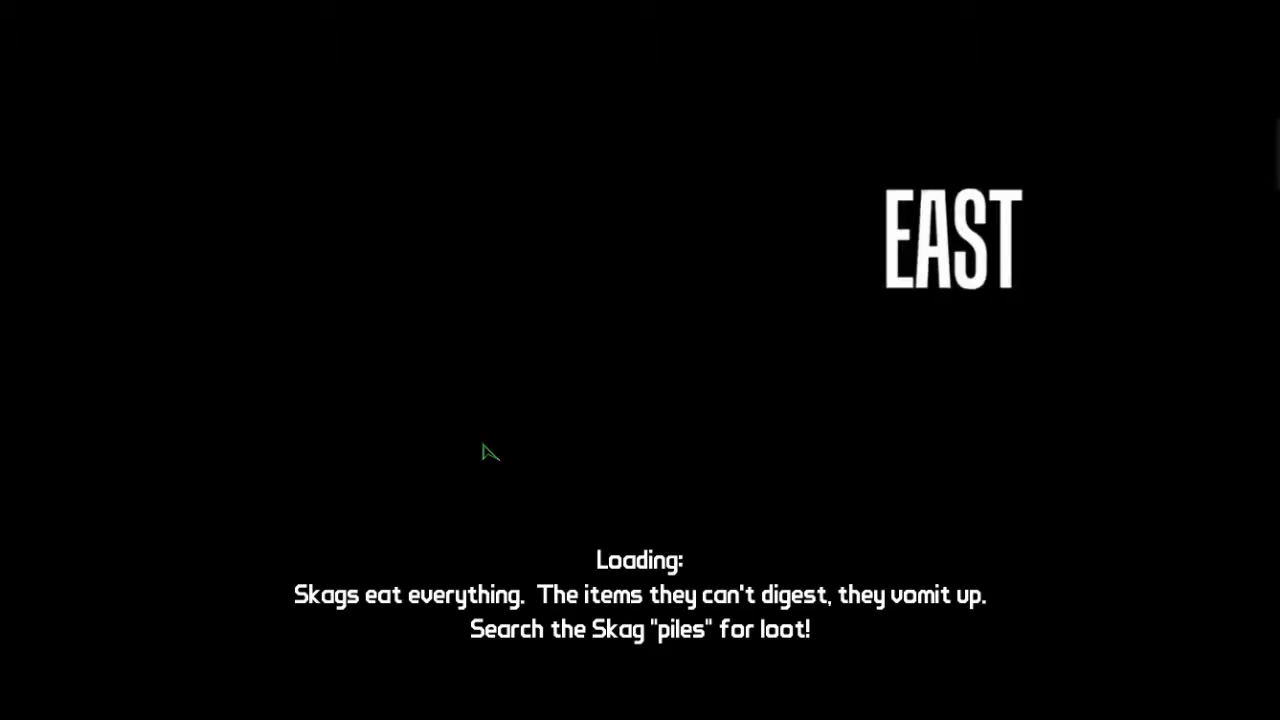 EAST
Loading:
Skags eat everything.  The items they can't digest, they vomit up.
Search the Skag "piles" for loot!